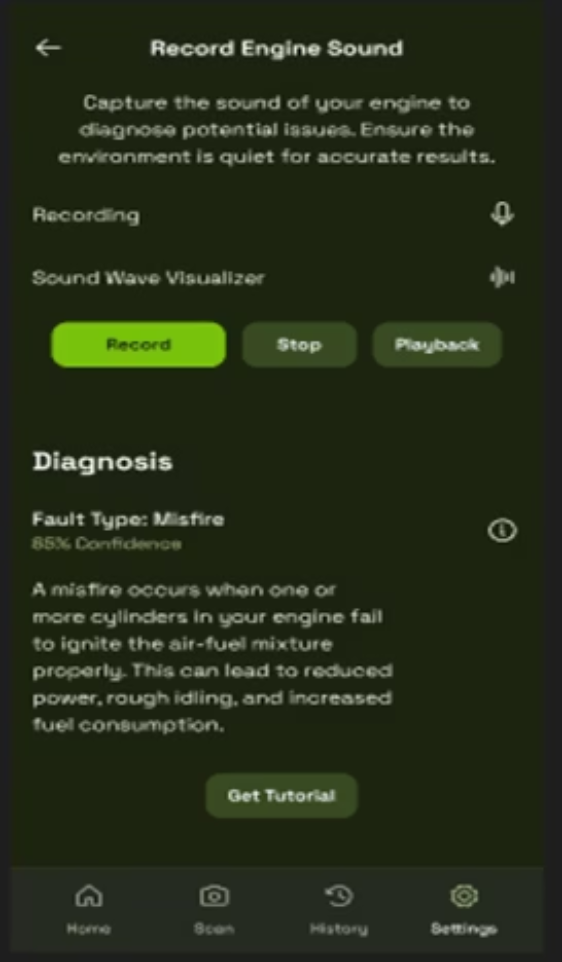 Record Engine Sound
Capture the sound of your engine to
diagnose potential issues. Ensure the
environment is quiet for accurate results.
Recording
Sound Wave Visualizer
Record Stop Playback
Diagnosis
Fault Type: Misfire
85% Confidence
A misfire occurs when one or
more cylinders in your engine fail
to ignite the air-fuel mixture
properly. This can lead to reduced
power, rough idling, and increased
fuel consumption.
Get Tutorial
Home Scan History Settings